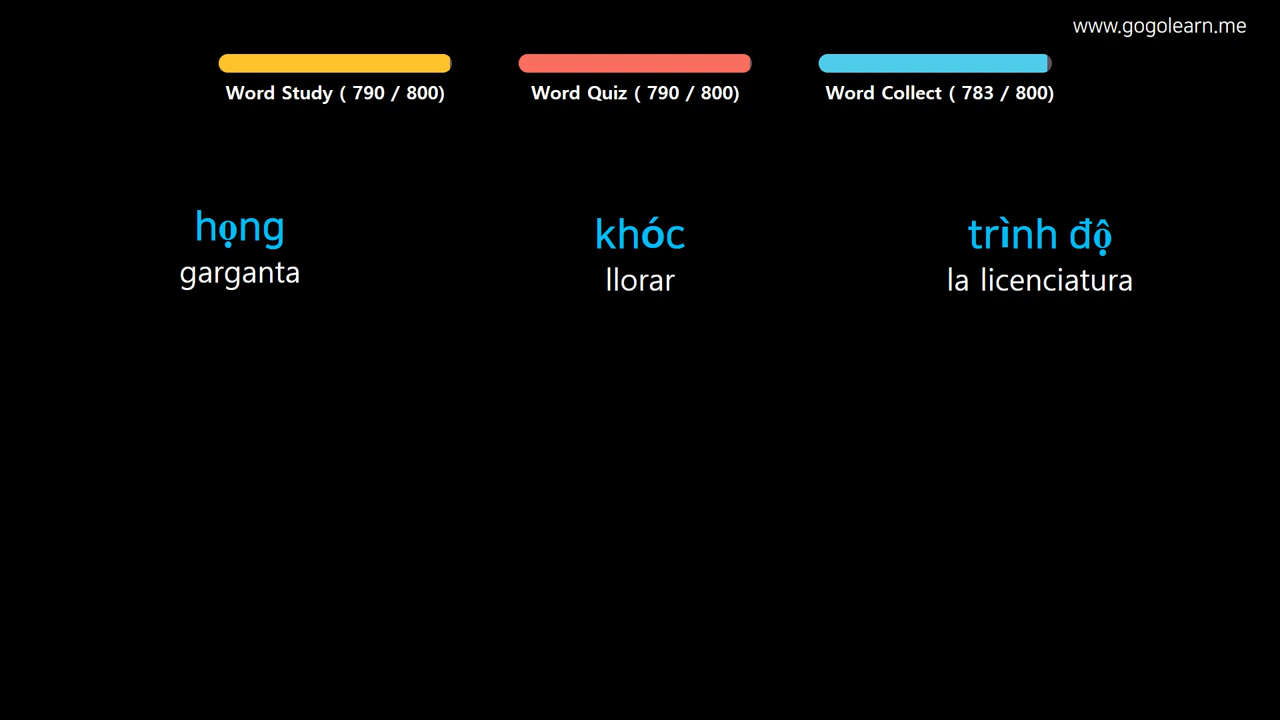 www.gogolearn.me
Word Study ( 790 / 800)
Word Quiz ( 790 / 800)
Word Collect ( 783 / 800)
họng
garganta
khóc
llorar
trình độ
la licenciatura